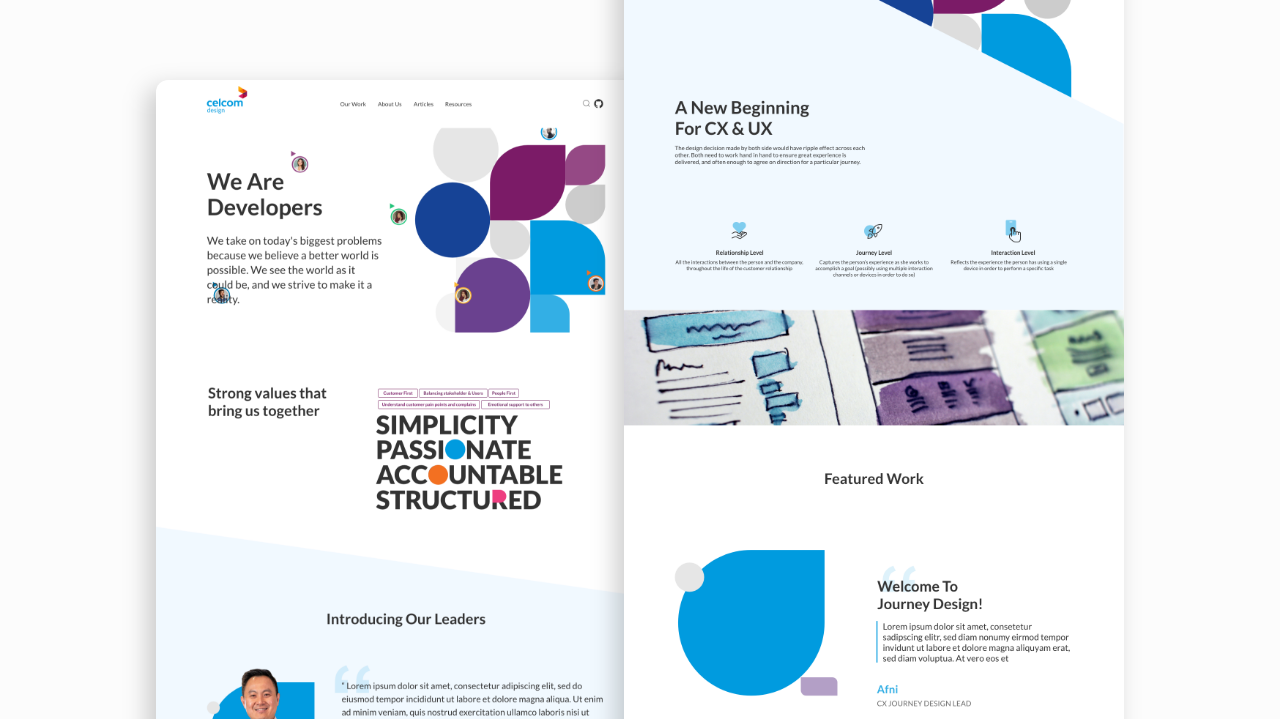 celcom
design
Our Work
About Us
Articles
Resources
We Are
Developers
We take on today's biggest problems
because we believe a better world is
possible. We see the world as it
could be, and we strive to make it a
reality.
Strong values that
bring us together
Customer First
Balancing stakeholder & Users
People First
Understand customer pain points and complains
Emotional support to others
SIMPLICITY
PASSIONATE
ACCOUNTABLE
STRUCTURED
Introducing Our Leaders
“ Lorem ipsum dolor sit amet, consectetur adipiscing elit, sed do
eiusmod tempor incididunt ut labore et dolore magna aliqua. Ut enim
ad minim veniam, quis nostrud exercitation ullamco laboris nisi ut
A New Beginning
For CX & UX
The design decision made by both side would have ripple effect across each
other. Both need to work hand in hand to ensure great experience is
delivered, and often enough to agree on direction for a particular journey.
Relationship Level
All the interactions between the person and the company,
throughout the life of the customer relationship
Journey Level
Captures the person's experience as she works to
accomplish a goal (possibly using multiple interaction
channels or devices in order to do so)
Interaction Level
Reflects the experience the person has using a single
device in order to perform a specific task
Featured Work
Welcome To
Journey Design!
Lorem ipsum dolor sit amet, consetetur
sadipscing elitr, sed diam nonumy eirmod tempor
invidunt ut labore et dolore magna aliquyam erat,
sed diam voluptua. At vero eos et
Afni
CX JOURNEY DESIGN LEAD